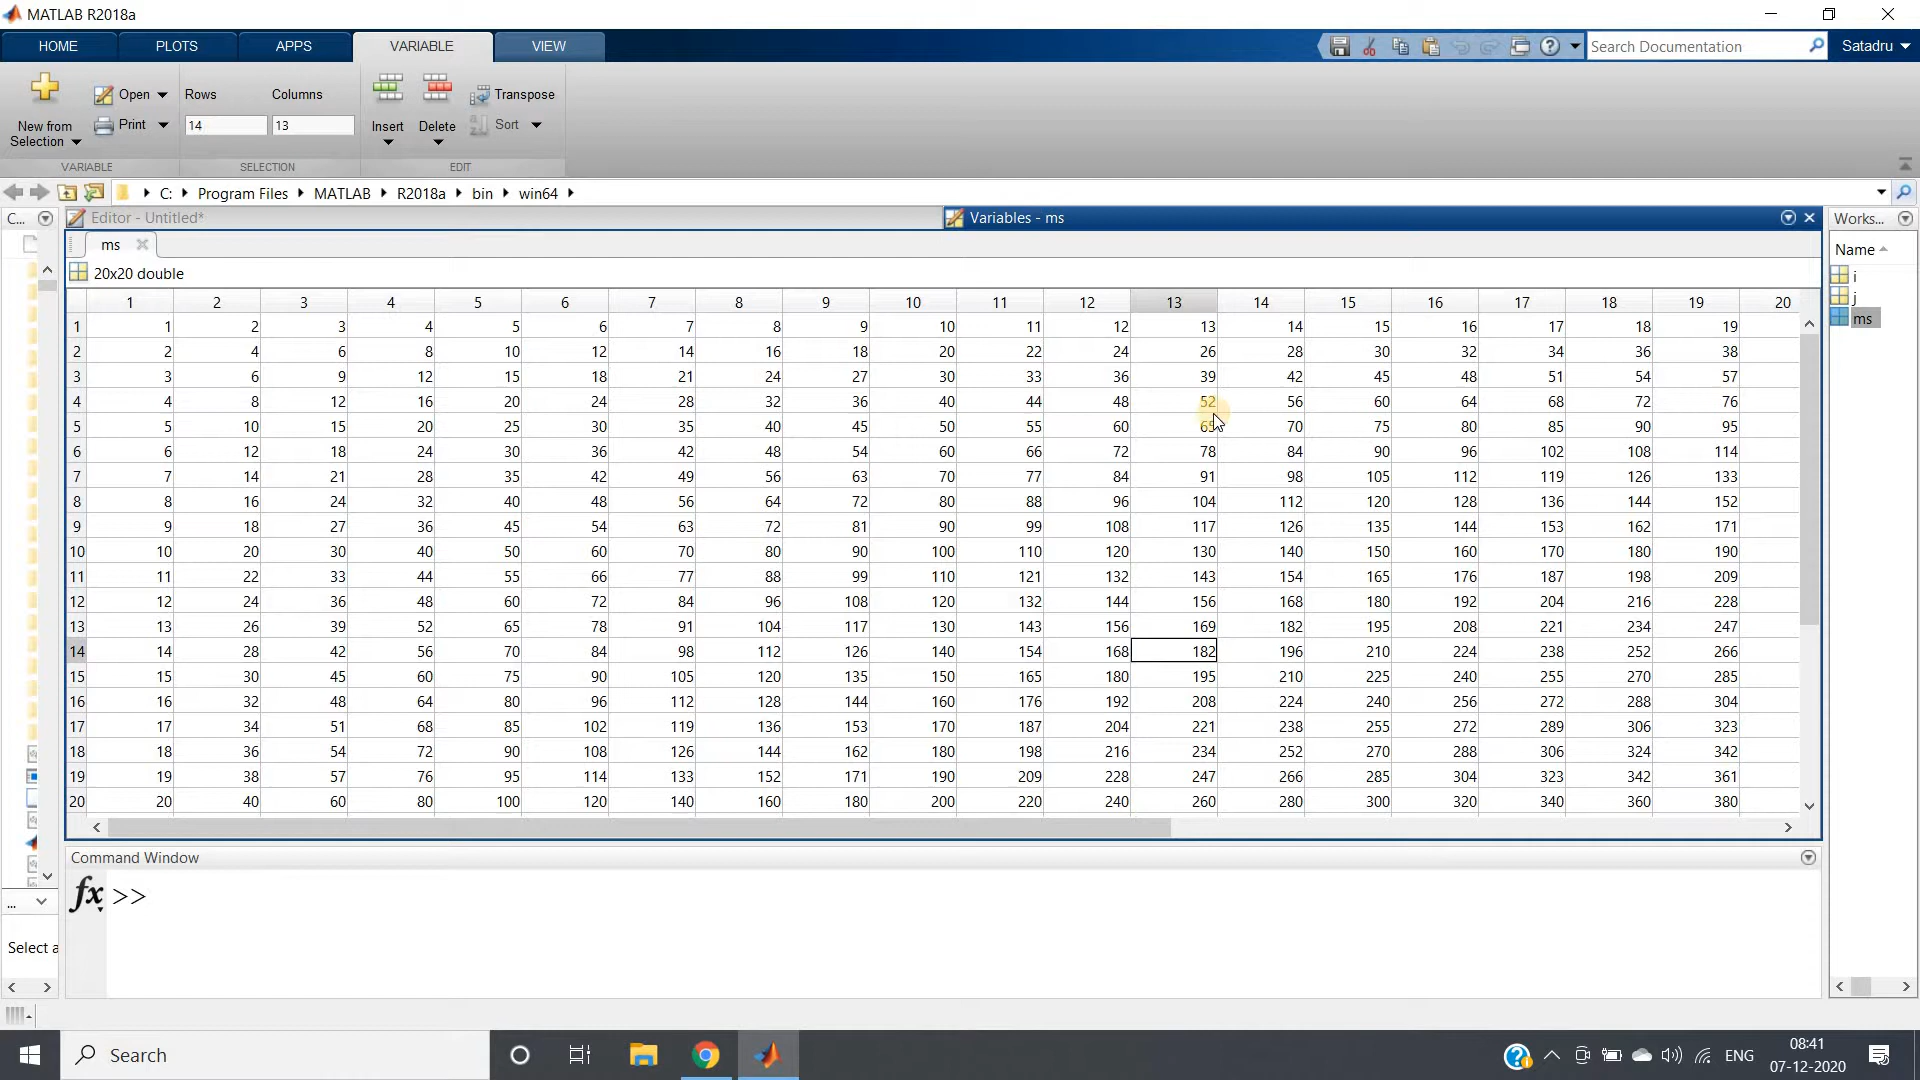 MATLAB R2018a
HOME PLOTS APPS VARIABLE VIEW Search Documentation Satadru
New from Selection Open Print Rows Columns 14 13 Insert Delete Transpose Sort
VARIABLE SELECTION EDIT
C: Program Files MATLAB R2018a bin win64
C... Editor - Untitled* Variables - ms Works...
ms
Name
20x20 double
i
j
ms
1 2 3 4 5 6 7 8 9 10 11 12 13 14 15 16 17 18 19 20
1 1 2 3 4 5 6 7 8 9 10 11 12 13 14 15 16 17 18 19
2 2 4 6 8 10 12 14 16 18 20 22 24 26 28 30 32 34 36 38
3 3 6 9 12 15 18 21 24 27 30 33 36 39 42 45 48 51 54 57
4 4 8 12 16 20 24 28 32 36 40 44 48 52 56 60 64 68 72 76
5 5 10 15 20 25 30 35 40 45 50 55 60 65 70 75 80 85 90 95
6 6 12 18 24 30 36 42 48 54 60 66 72 78 84 90 96 102 108 114
7 7 14 21 28 35 42 49 56 63 70 77 84 91 98 105 112 119 126 133
8 8 16 24 32 40 48 56 64 72 80 88 96 104 112 120 128 136 144 152
9 9 18 27 36 45 54 63 72 81 90 99 108 117 126 135 144 153 162 171
10 10 20 30 40 50 60 70 80 90 100 110 120 130 140 150 160 170 180 190
11 11 22 33 44 55 66 77 88 99 110 121 132 143 154 165 176 187 198 209
12 12 24 36 48 60 72 84 96 108 120 132 144 156 168 180 192 204 216 228
13 13 26 39 52 65 78 91 104 117 130 143 156 169 182 195 208 221 234 247
14 14 28 42 56 70 84 98 112 126 140 154 168 182 196 210 224 238 252 266
15 15 30 45 60 75 90 105 120 135 150 165 180 195 210 225 240 255 270 285
16 16 32 48 64 80 96 112 128 144 160 176 192 208 224 240 256 272 288 304
17 17 34 51 68 85 102 119 136 153 170 187 204 221 238 255 272 289 306 323
18 18 36 54 72 90 108 126 144 162 180 198 216 234 252 270 288 306 324 342
19 19 38 57 76 95 114 133 152 171 190 209 228 247 266 285 304 323 342 361
20 20 40 60 80 100 120 140 160 180 200 220 240 260 280 300 320 340 360 380
Command Window
fx >>
...
Select a
Search ENG 08:41
07-12-2020